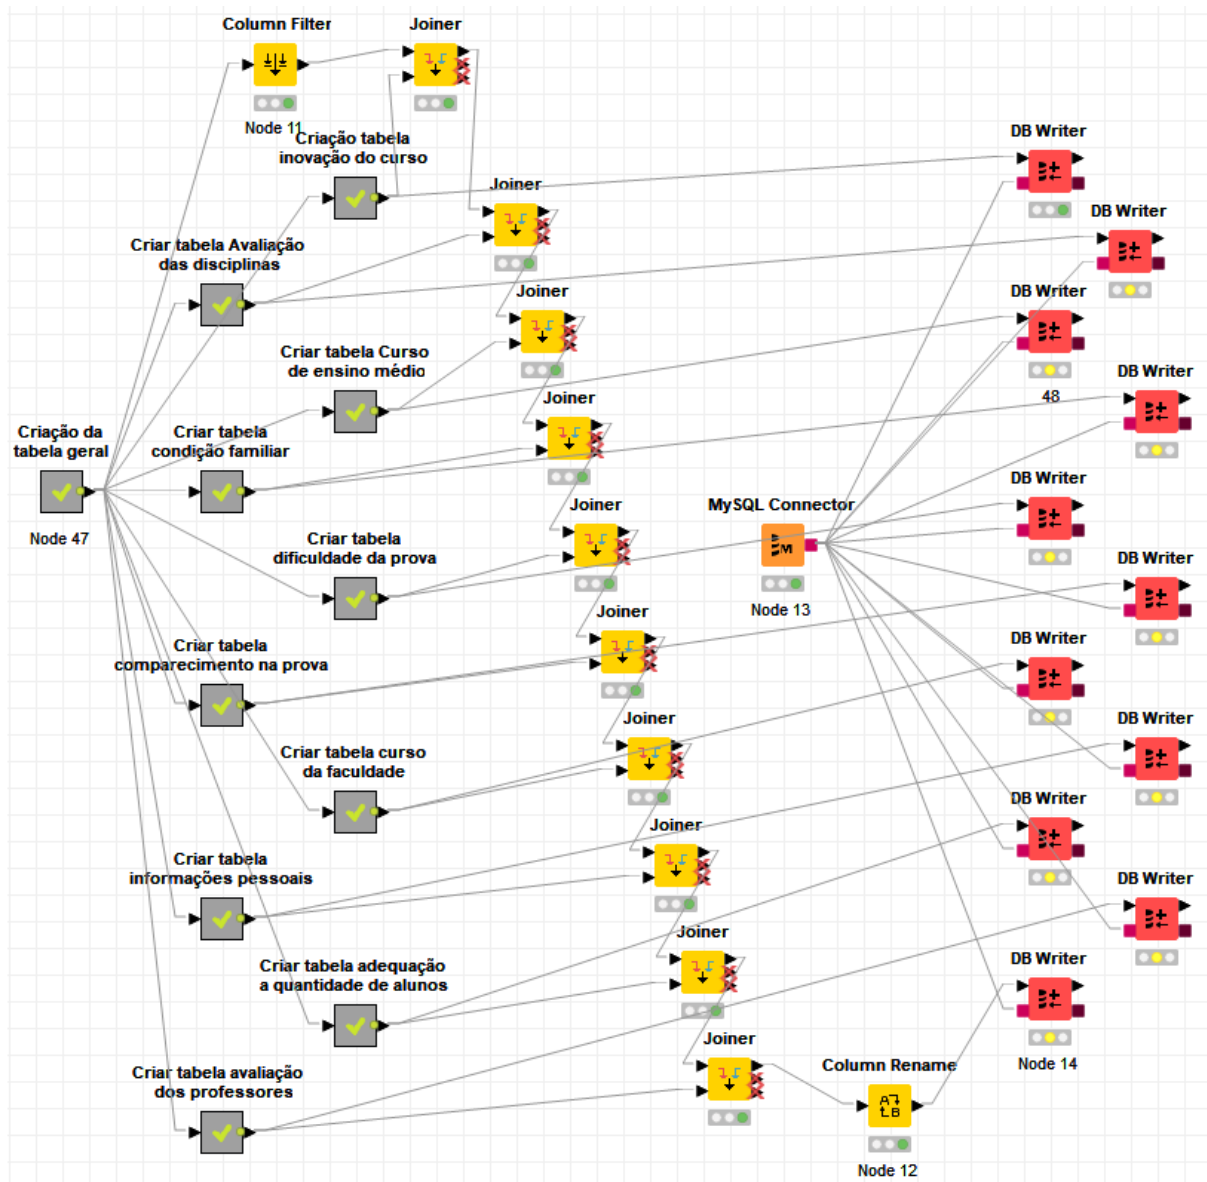 Column Filter
Joiner
Node 11
Criação tabela
inovação do curso
DB Writer
Joiner
DB Writer
Criar tabela Avaliação
das disciplinas
Joiner
DB Writer
48
Criar tabela Curso
de ensino médio
DB Writer
Joiner
Criação da
tabela geral
Node 47
Criar tabela
condição familiar
DB Writer
Joiner
MySQL Connector
M
Node 13
Criar tabela
dificuldade da prova
DB Writer
Joiner
Criar tabela
comparecimento na prova
DB Writer
Joiner
DB Writer
Criar tabela curso
da faculdade
DB Writer
Joiner
Criar tabela
informações pessoais
DB Writer
Joiner
Criar tabela adequação
a quantidade de alunos
DB Writer
Node 14
Joiner
Column Rename
A
B
Node 12
Criar tabela avaliação
dos professores